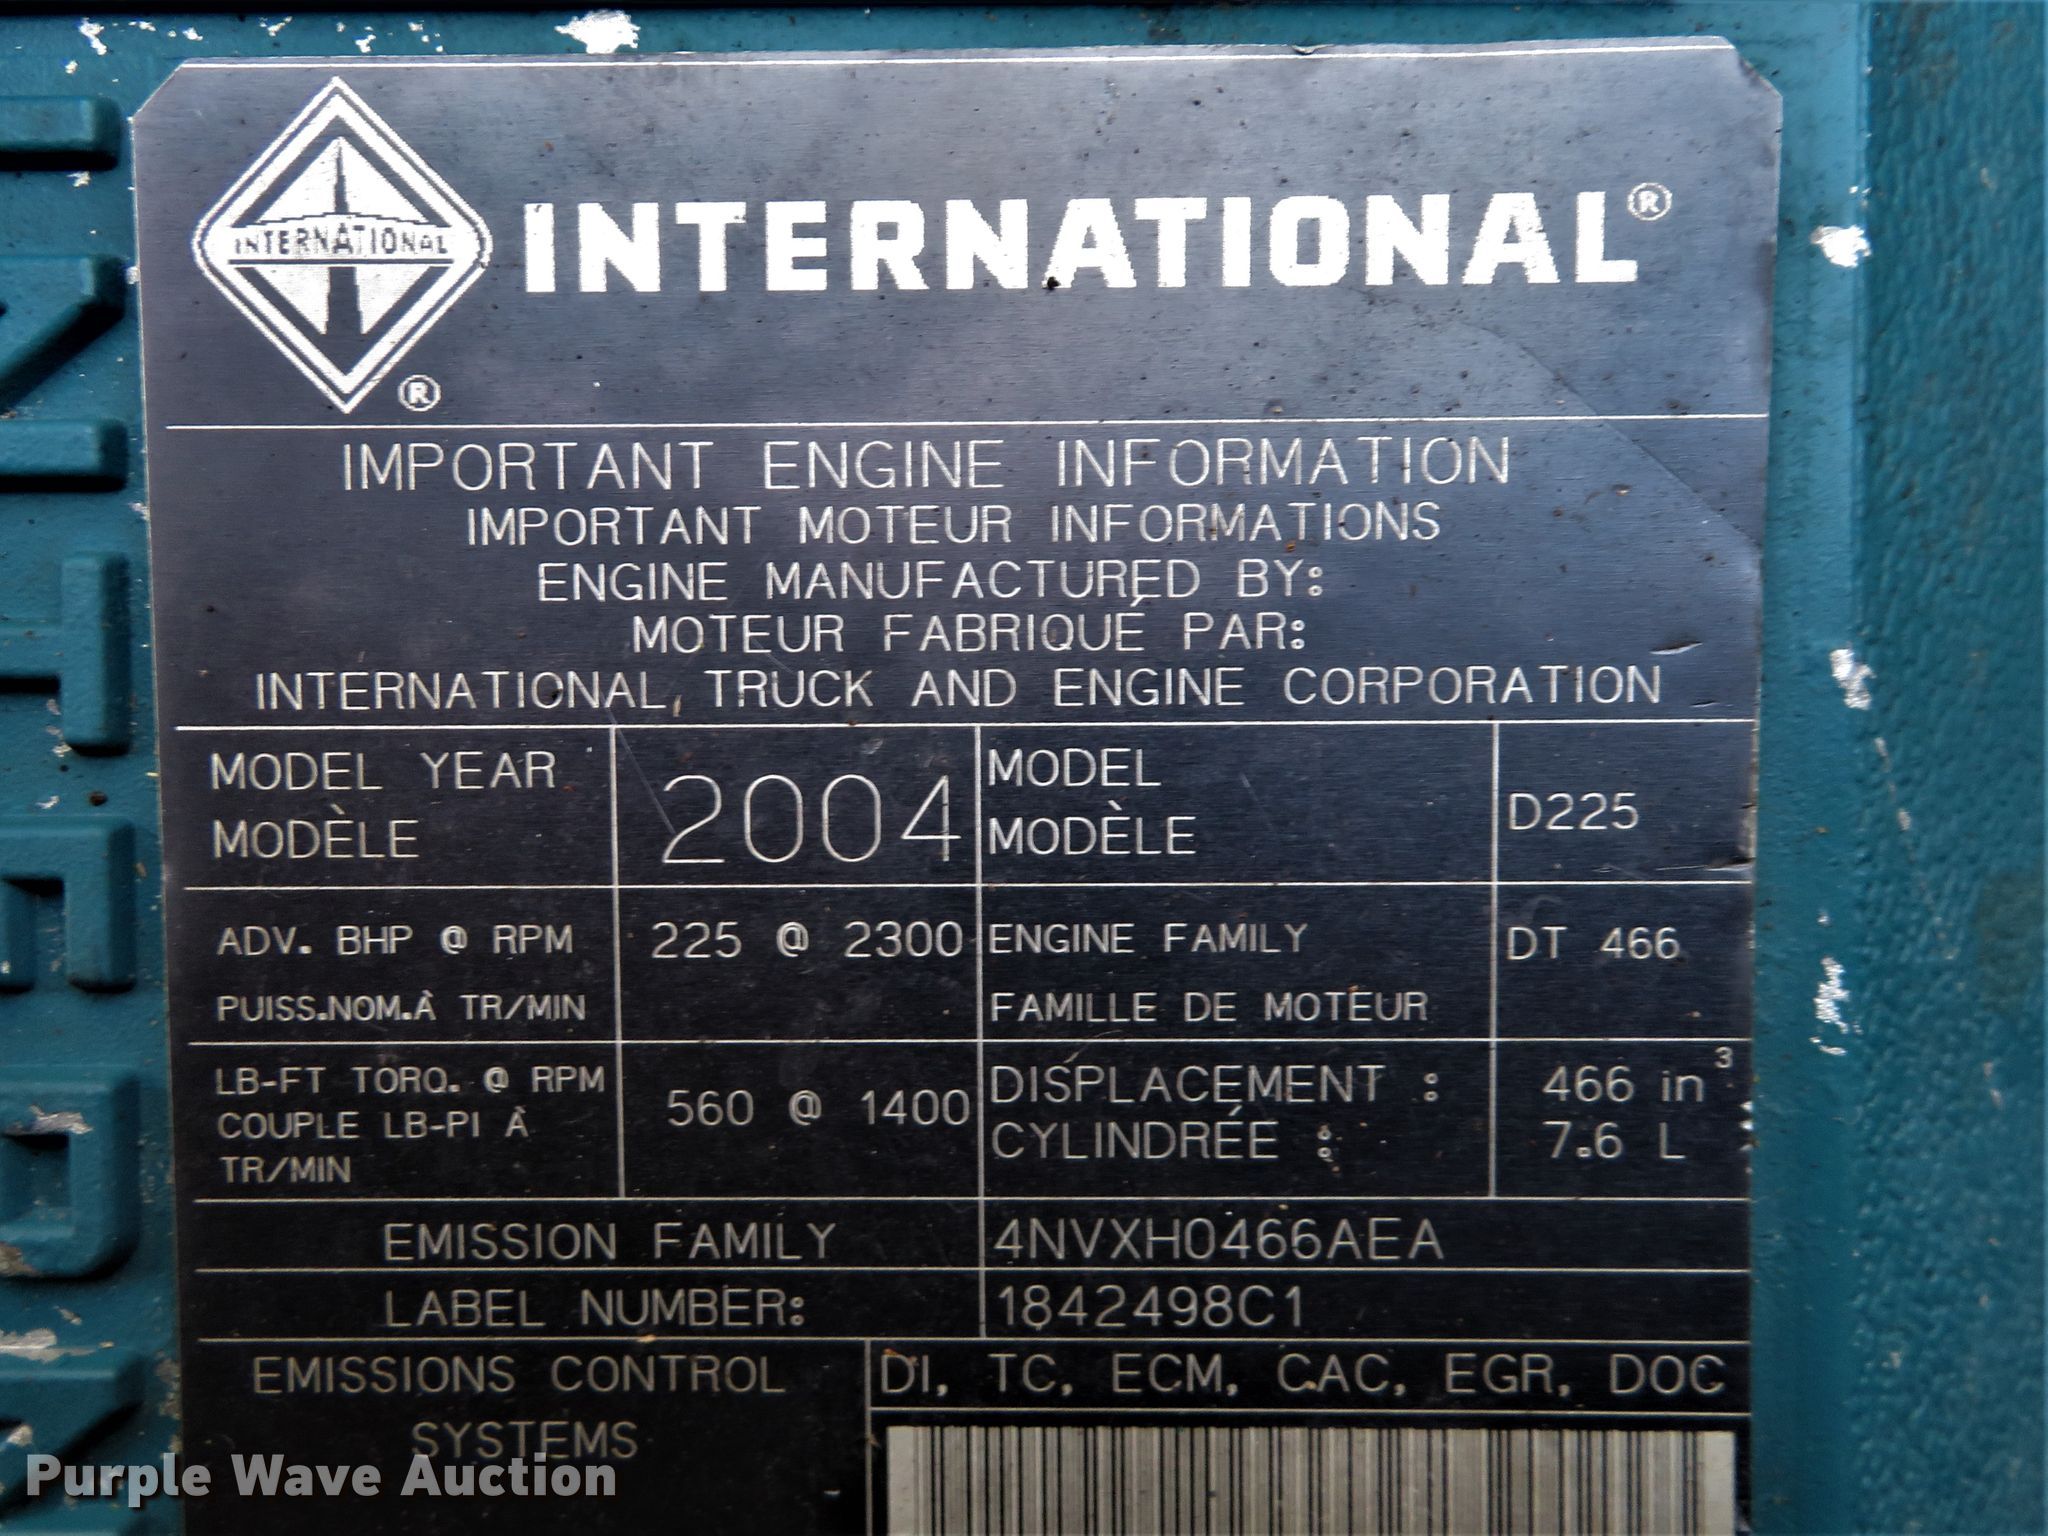 INTERNATIONAL ®
INTERNATIONAL®
IMPORTANT ENGINE INFORMATION
IMPORTANT MOTEUR INFORMATIONS
ENGINE MANUFACTURED BY:
MOTEUR FABRIQUÉ PAR:
INTERNATIONAL TRUCK AND ENGINE CORPORATION
MODEL YEAR
MODÈLE
2004
MODEL
MODÈLE
D225
ADV. BHP @ RPM
PUISS.NOM.À TR/MIN
225 @ 2300
ENGINE FAMILY
FAMILLE DE MOTEUR
DT 466
LB-FT TORQ. @ RPM
COUPLE LB-PI À
TR/MIN
560 @ 1400
DISPLACEMENT :
CYLINDRÉE :
466 in³
7.6 L
EMISSION FAMILY
4NVXH0466AEA
LABEL NUMBER:
1842498C1
EMISSIONS CONTROL
SYSTEMS
DI, TC, ECM, CAC, EGR, DOC
Purple Wave Auction